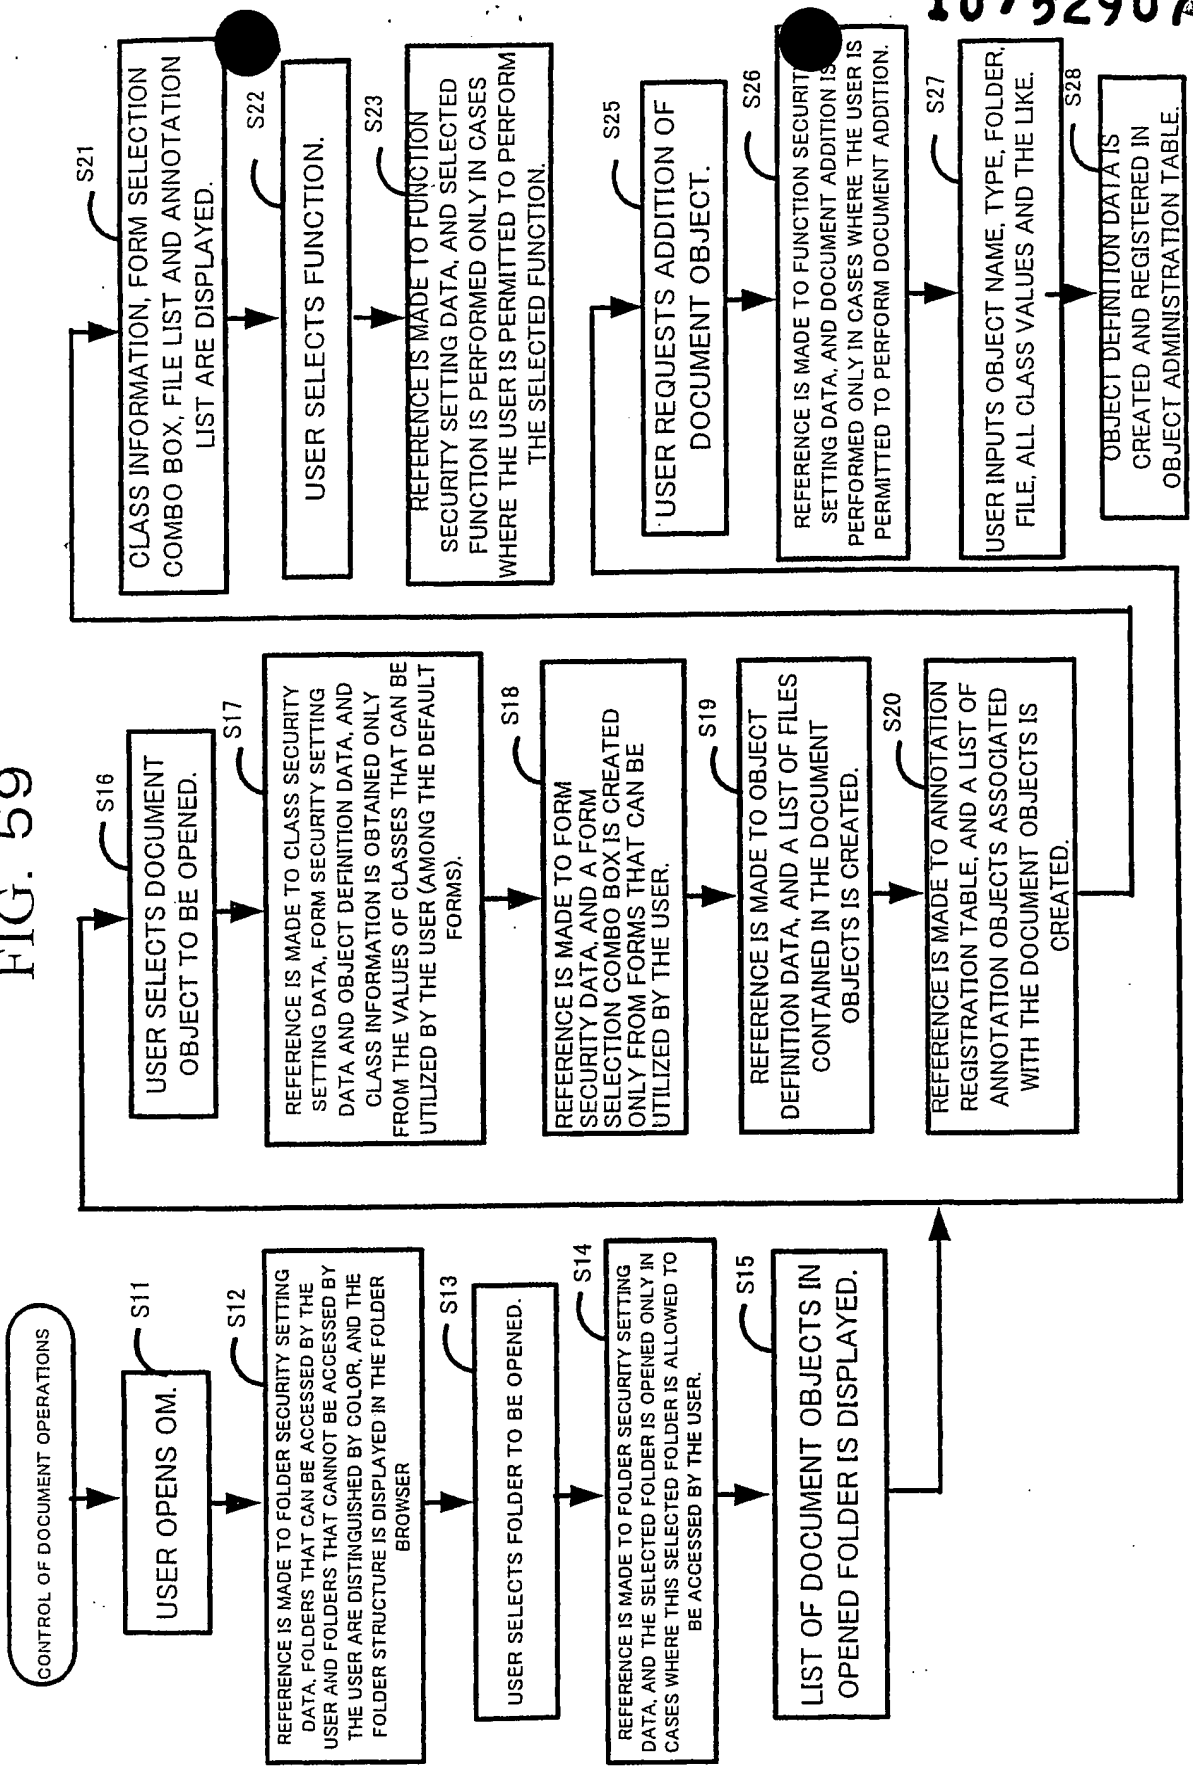 FIG. 59
CONTROL OF DOCUMENT OPERATIONS
S11
USER OPENS OM.
S12
REFERENCE IS MADE TO FOLDER SECURITY SETTING
DATA, FOLDERS THAT CAN BE ACCESSED BY THE
USER AND FOLDERS THAT CANNOT BE ACCESSED BY
THE USER ARE DISTINGUISHED BY COLOR, AND THE
FOLDER STRUCTURE IS DISPLAYED IN THE FOLDER
BROWSER
S13
USER SELECTS FOLDER TO BE OPENED.
S14
REFERENCE IS MADE TO FOLDER SECURITY SETTING
DATA, AND THE SELECTED FOLDER IS OPENED ONLY IN
CASES WHERE THIS SELECTED FOLDER IS ALLOWED TO
BE ACCESSED BY THE USER.
S15
LIST OF DOCUMENT OBJECTS IN
OPENED FOLDER IS DISPLAYED.
S16
USER SELECTS DOCUMENT
OBJECT TO BE OPENED.
S17
REFERENCE IS MADE TO CLASS SECURITY
SETTING DATA, FORM SECURITY SETTING
DATA AND OBJECT DEFINITION DATA, AND
CLASS INFORMATION IS OBTAINED ONLY
FROM THE VALUES OF CLASSES THAT CAN BE
UTILIZED BY THE USER (AMONG THE DEFAULT
FORMS).
S18
REFERENCE IS MADE TO FORM
SECURITY DATA, AND A FORM
SELECTION COMBO BOX IS CREATED
ONLY FROM FORMS THAT CAN BE
UTILIZED BY THE USER.
S19
REFERENCE IS MADE TO OBJECT
DEFINITION DATA, AND A LIST OF FILES
CONTAINED IN THE DOCUMENT
OBJECTS IS CREATED.
S20
REFERENCE IS MADE TO ANNOTATION
REGISTRATION TABLE, AND A LIST OF
ANNOTATION OBJECTS ASSOCIATED
WITH THE DOCUMENT OBJECTS IS
CREATED.
S21
CLASS INFORMATION, FORM SELECTION
COMBO BOX, FILE LIST AND ANNOTATION
LIST ARE DISPLAYED.
S22
USER SELECTS FUNCTION.
S23
REFERENCE IS MADE TO FUNCTION
SECURITY SETTING DATA, AND SELECTED
FUNCTION IS PERFORMED ONLY IN CASES
WHERE THE USER IS PERMITTED TO PERFORM
THE SELECTED FUNCTION.
S25
USER REQUESTS ADDITION OF
DOCUMENT OBJECT.
S26
REFERENCE IS MADE TO FUNCTION SECURIT
SETTING DATA, AND DOCUMENT ADDITION IS
PERFORMED ONLY IN CASES WHERE THE USER IS
PERMITTED TO PERFORM DOCUMENT ADDITION.
S27
USER INPUTS OBJECT NAME, TYPE, FOLDER,
FILE, ALL CLASS VALUES AND THE LIKE.
S28
OBJECT DEFINITION DATA IS
CREATED AND REGISTERED IN
OBJECT ADMINISTRATION TABLE.